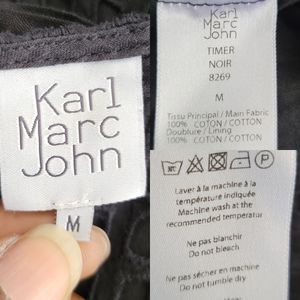 Karl
Marc
John
M
Karl
Marc
John
TIMER
NOIR
8269
M
Tissu Principal / Main Fabric
100% COTON / COTTON
Doublure / Lining
100% COTON / COTTON
Laver à la machine à la
température indiquée
Machine wash at the
recommended temperatur
Ne pas blanchir
Do not bleach
Ne pas sécher en machine
Do not tumble dry